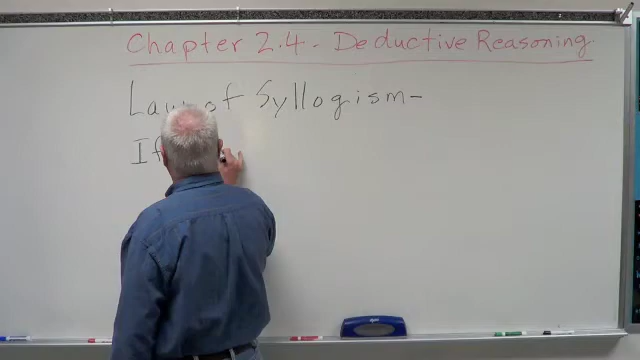 Chapter 2.4 - Deductive Reasoning
Law of Syllogism-
If